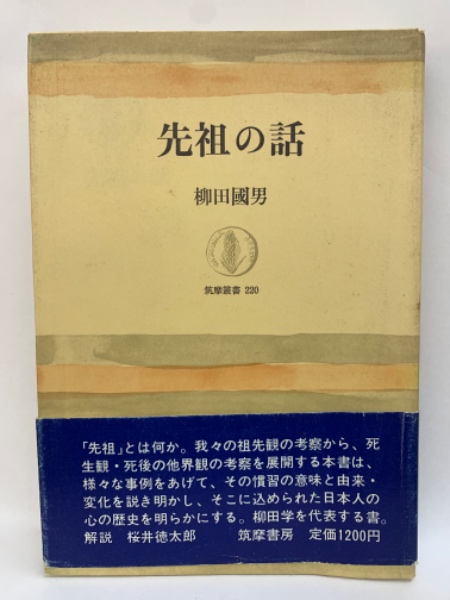 先祖の話
柳田國男
筑摩叢書 220
「先祖」とは何か。我々の祖先観の考察から、死
生観・死後の他界観の考察を展開する本書は、
様々な事例をあげて、その慣習の意味と由来・
変化を説き明かし、そこに込められた日本人の
心の歴史を明らかにする。柳田学を代表する書。
解説 桜井徳太郎 筑摩書房 定価1200円